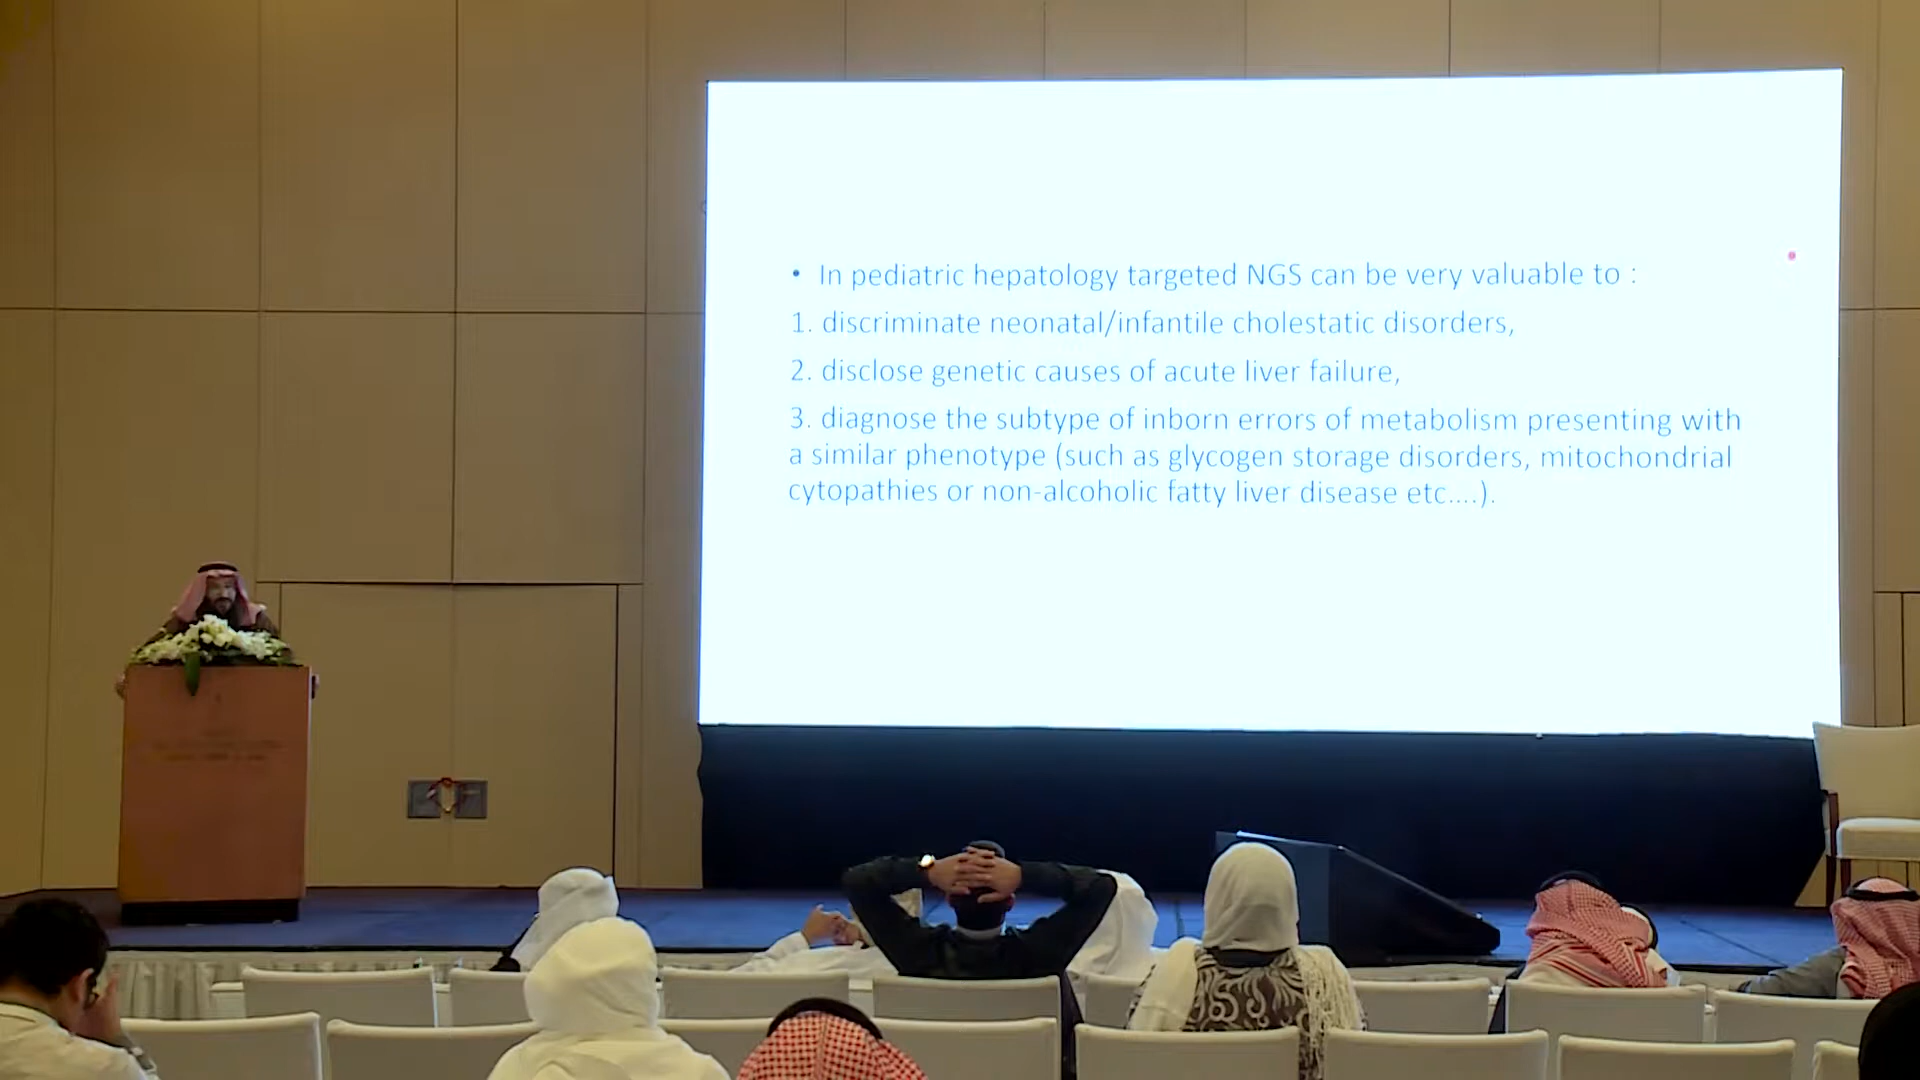 • In pediatric hepatology targeted NGS can be very valuable to :
1. discriminate neonatal/infantile cholestatic disorders,
2. disclose genetic causes of acute liver failure,
3. diagnose the subtype of inborn errors of metabolism presenting with
a similar phenotype (such as glycogen storage disorders, mitochondrial
cytopathies or non-alcoholic fatty liver disease etc....).